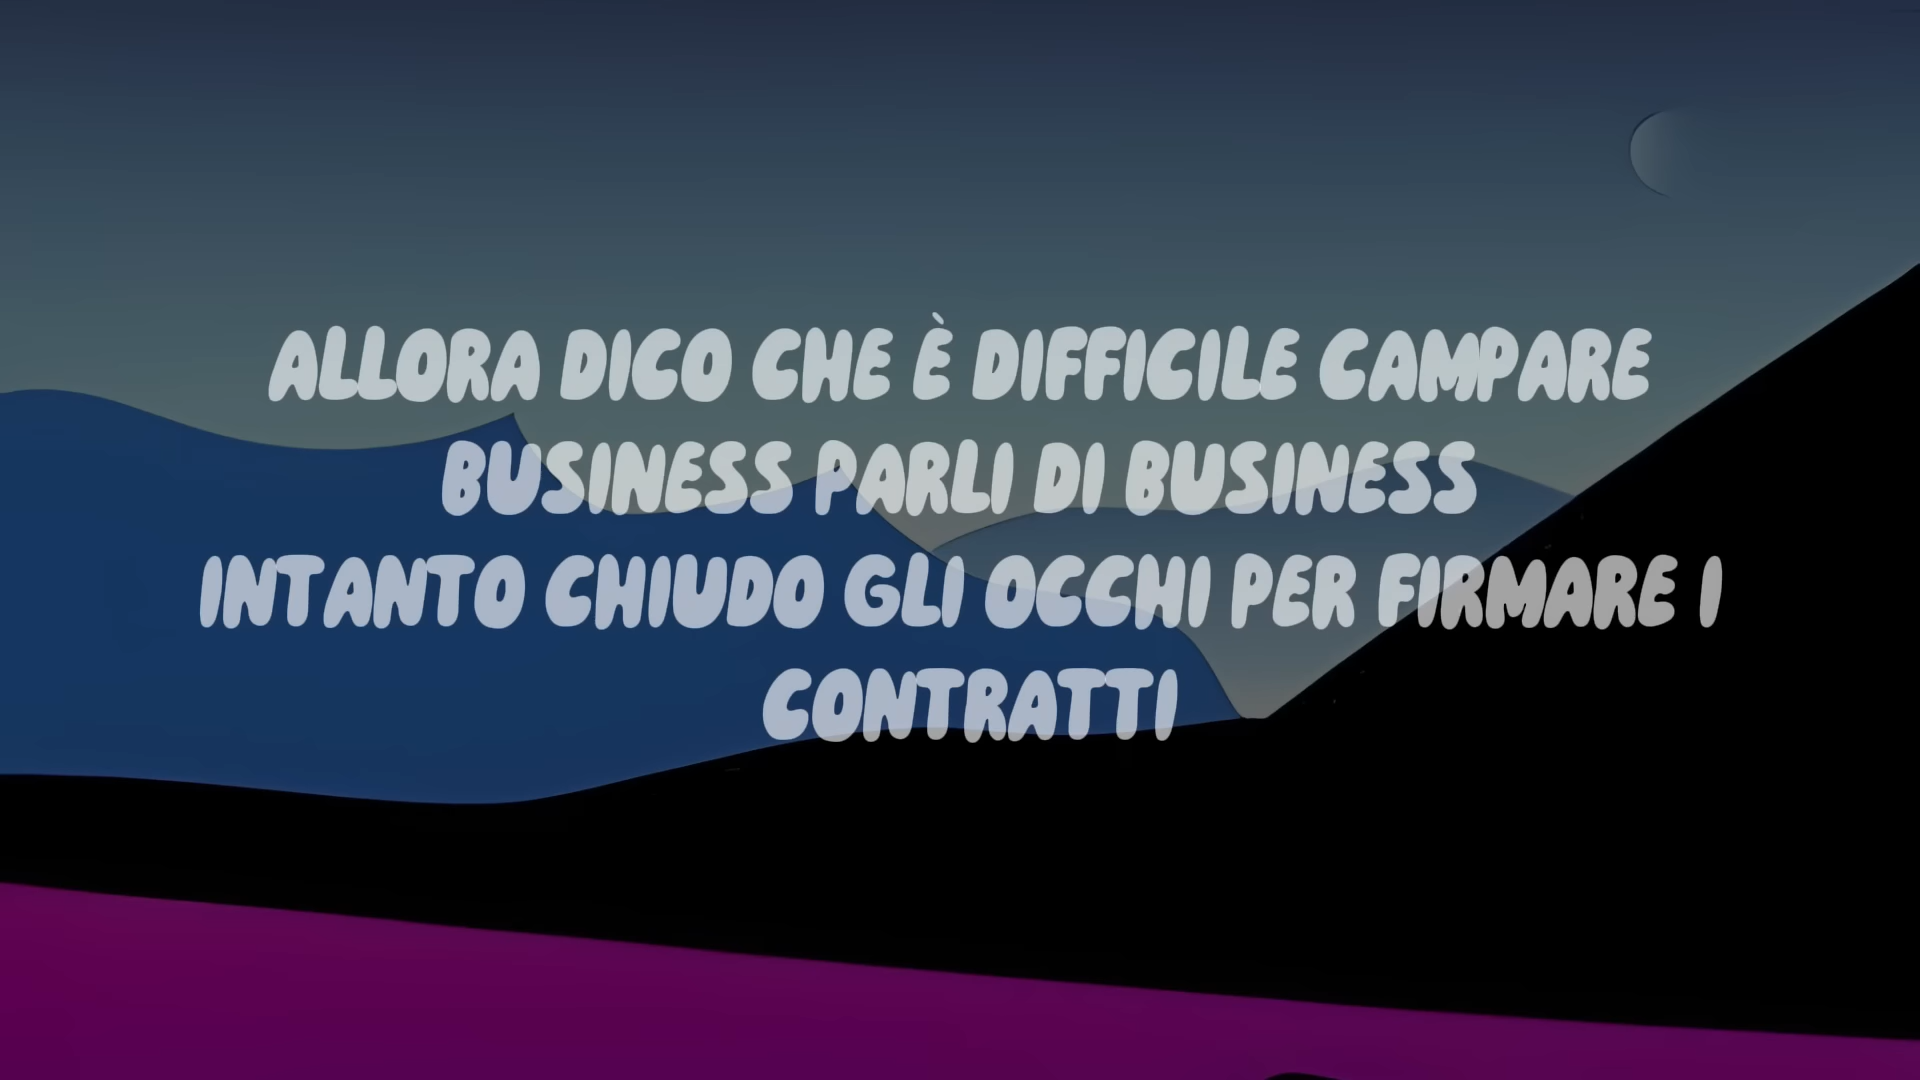 ALLORA DICO CHE È DIFFICILE CAMPARE
BUSINESS PARLI DI BUSINESS
INTANTO CHIUDO GLI OCCHI PER FIRMARE I
CONTRATTI